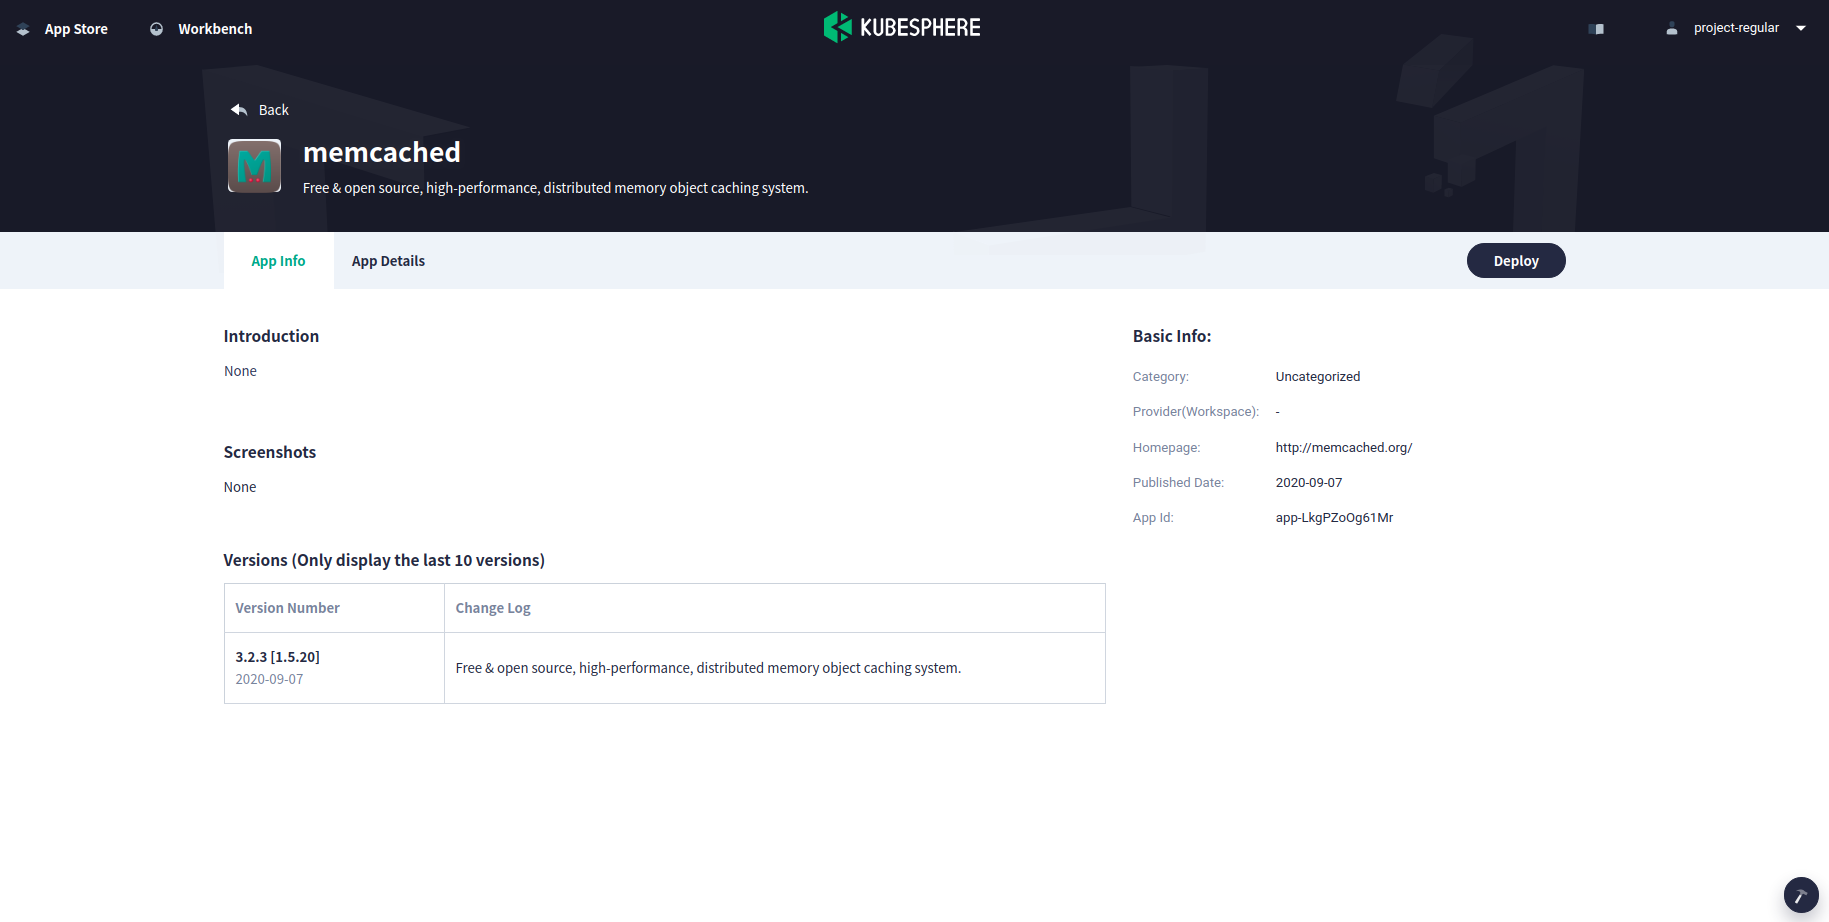 App Store
Workbench
KUBESPHERE
project-regular
Back
M
memcached
Free & open source, high-performance, distributed memory object caching system.
App Info
App Details
Deploy
Introduction
None
Screenshots
None
Versions (Only display the last 10 versions)
Version Number
Change Log
3.2.3 [1.5.20]
2020-09-07
Free & open source, high-performance, distributed memory object caching system.
Basic Info:
Category: Uncategorized
Provider(Workspace): -
Homepage: http://memcached.org/
Published Date: 2020-09-07
App Id: app-LkgPZoOg61Mr